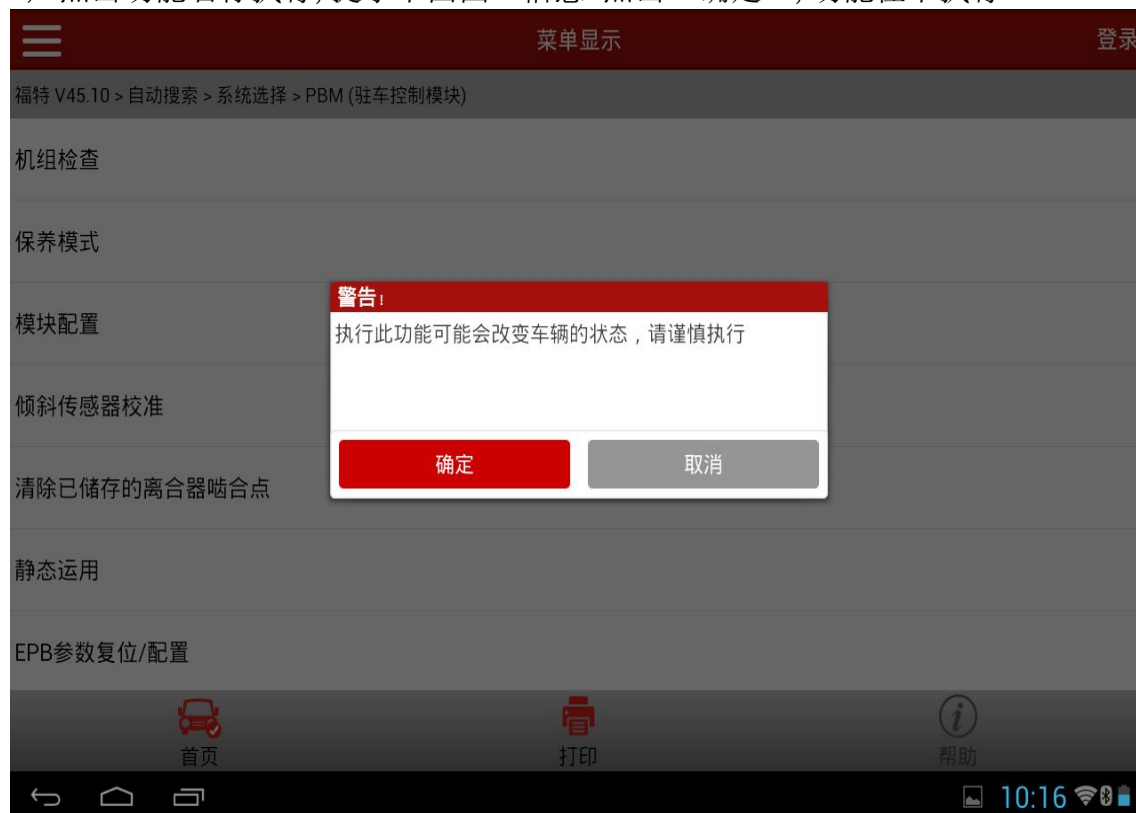 菜单显示
登录
福特 V45.10 > 自动搜索 > 系统选择 > PBM (驻车控制模块)
机组检查
保养模式
模块配置
倾斜传感器校准
清除已储存的离合器啮合点
静态运用
EPB参数复位/配置
警告!
执行此功能可能会改变车辆的状态，请谨慎执行
确定
取消
首页
打印
帮助
10:16